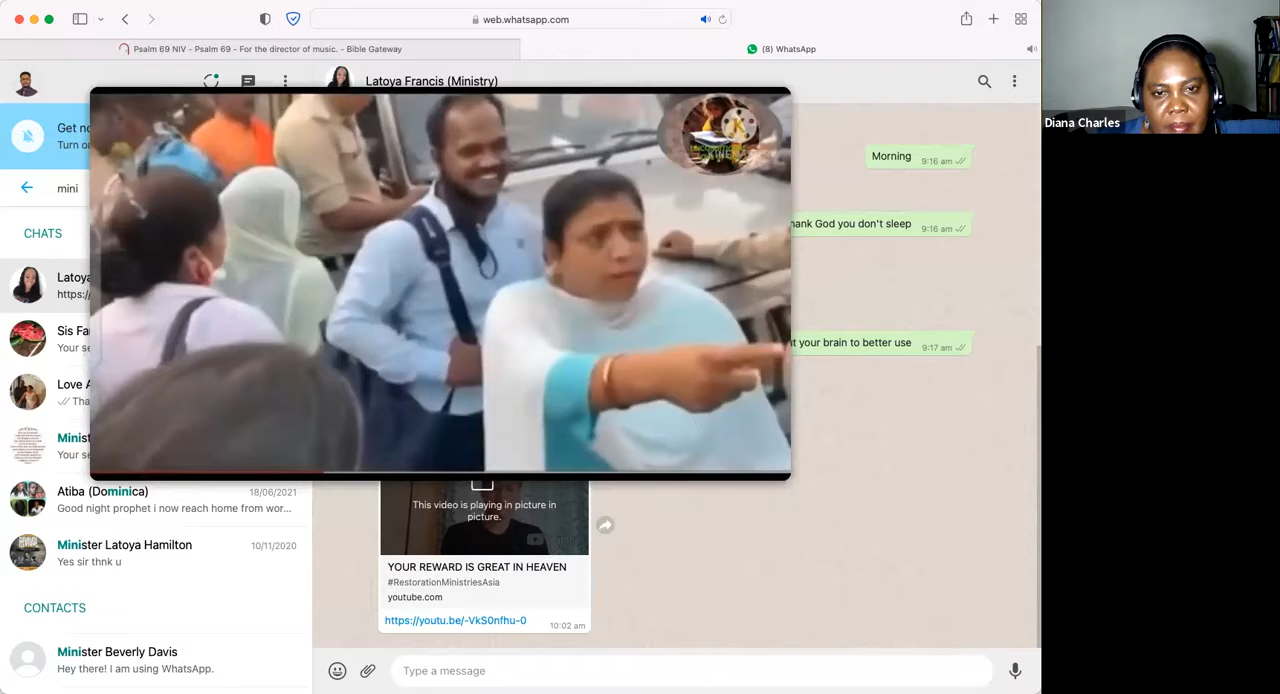 web.whatsapp.com
Psalm 69 NIV - Psalm 69 - For the director of music. - Bible Gateway
(8) WhatsApp
Diana Charles
Latoya Francis (Ministry)
Get
Turn
mini
Morning
9:16 am
hank God you don't sleep
9:16 am
t your brain to better use
9:17 am
CHATS
Latoya
https:/
Sis
Your
Love
Minist
Your
Atiba (Dominica)
18/06/2021
Good night prophet i now reach home from wor...
Minister Latoya Hamilton
10/11/2020
Yes sir thnk u
CONTACTS
Minister Beverly Davis
Hey there! I am using WhatsApp.
This video is playing in picture in
picture.
YOUR REWARD IS GREAT IN HEAVEN
#RestorationMinistriesAsia
youtube.com
https://youtu.be/-VkS0nfhu-0
10:02 am
Type a message